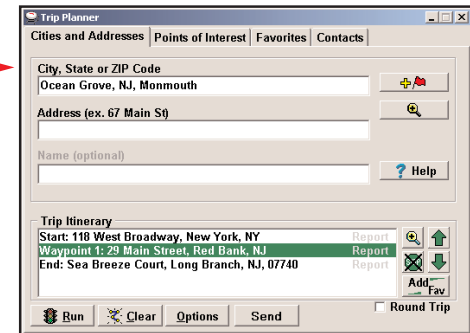 Trip Planner
Cities and Addresses Points of Interest Favorites Contacts
City, State or ZIP Code
Ocean Grove, NJ, Monmouth
Address (ex. 67 Main St)
Name (optional)
? Help
Trip Itinerary
Start: 118 West Broadway, New York, NY Report
Waypoint 1: 29 Main Street, Red Bank, NJ Report
End: Sea Breeze Court, Long Branch, NJ, 07740 Report
Add Fav
Run Clear Options Send Round Trip